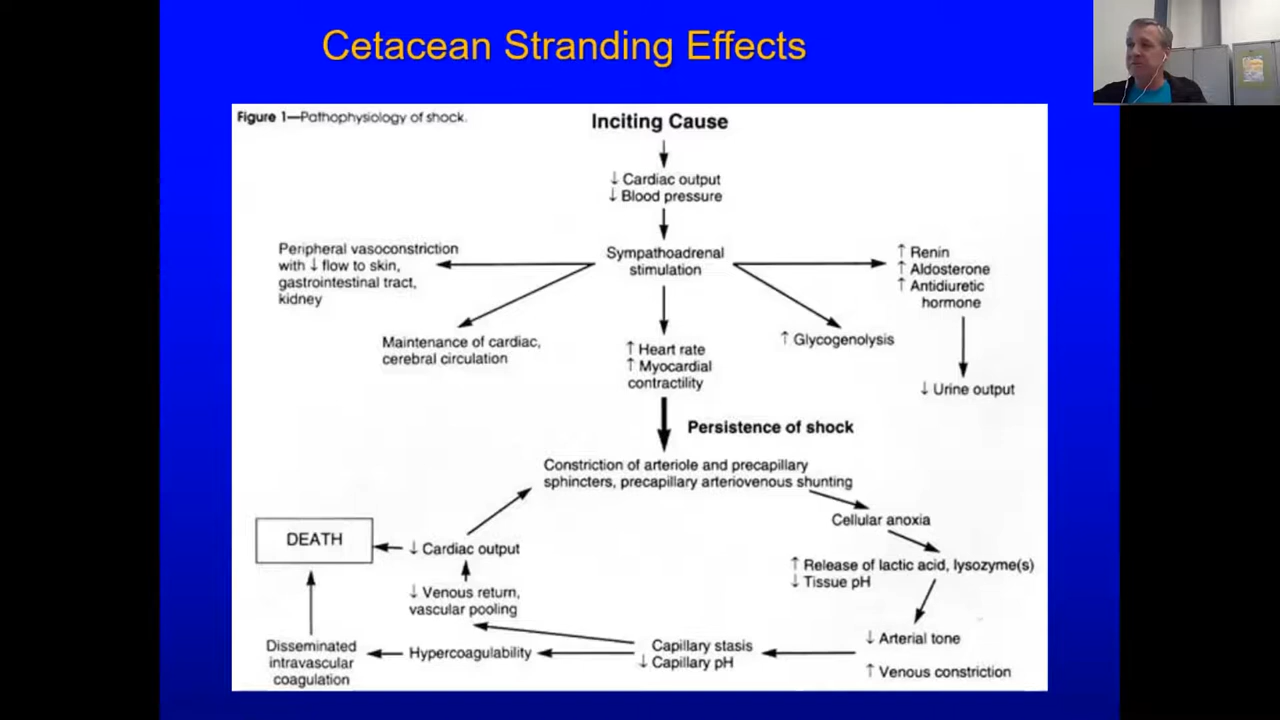 Cetacean Stranding Effects
Figure 1—Pathophysiology of shock.
Inciting Cause
↓ Cardiac output
↓ Blood pressure
Sympathoadrenal
stimulation
Peripheral vasoconstriction
with ↓ flow to skin,
gastrointestinal tract,
kidney
↑ Renin
↑ Aldosterone
↑ Antidiuretic
hormone
Maintenance of cardiac,
cerebral circulation
↑ Heart rate
↑ Myocardial
contractility
↑ Glycogenolysis
↓ Urine output
Persistence of shock
Constriction of arteriole and precapillary
sphincters, precapillary arteriovenous shunting
Cellular anoxia
↑ Release of lactic acid, lysozyme(s)
↓ Tissue pH
↓ Arterial tone
↑ Venous constriction
Capillary stasis
↓ Capillary pH
↓ Venous return,
vascular pooling
↓ Cardiac output
DEATH
Hypercoagulability
Disseminated
intravascular
coagulation